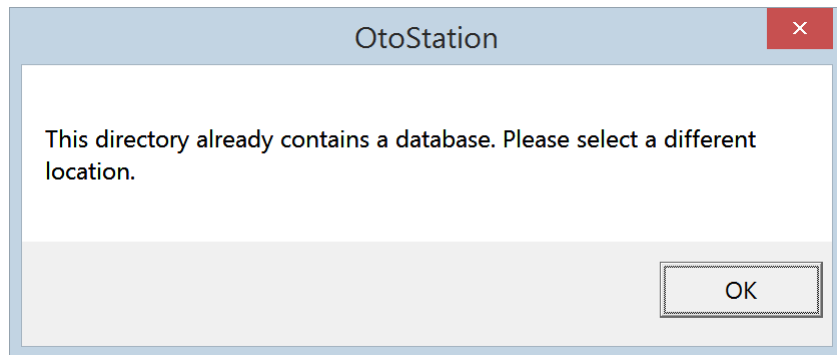 OtoStation
This directory already contains a database. Please select a different
location.
OK